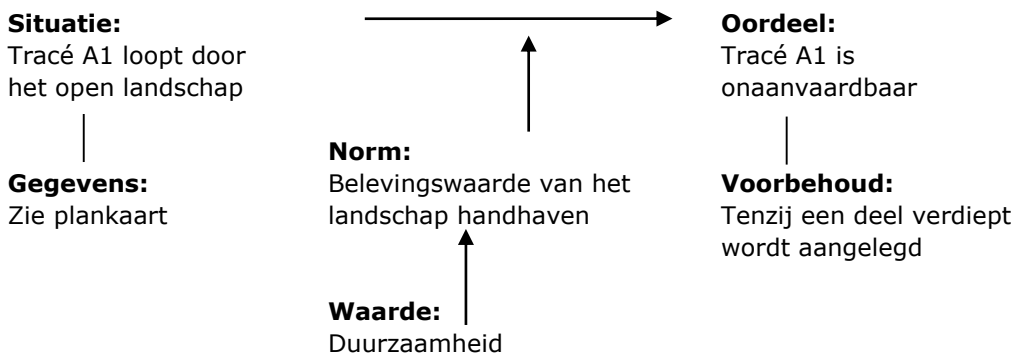 Situatie:
Tracé A1 loopt door
het open landschap
Oordeel:
Tracé A1 is
onaanvaardbaar
Gegevens:
Zie plankaart
Norm:
Belevingswaarde van het
landschap handhaven
Voorbehoud:
Tenzij een deel verdiept
wordt aangelegd
Waarde:
Duurzaamheid